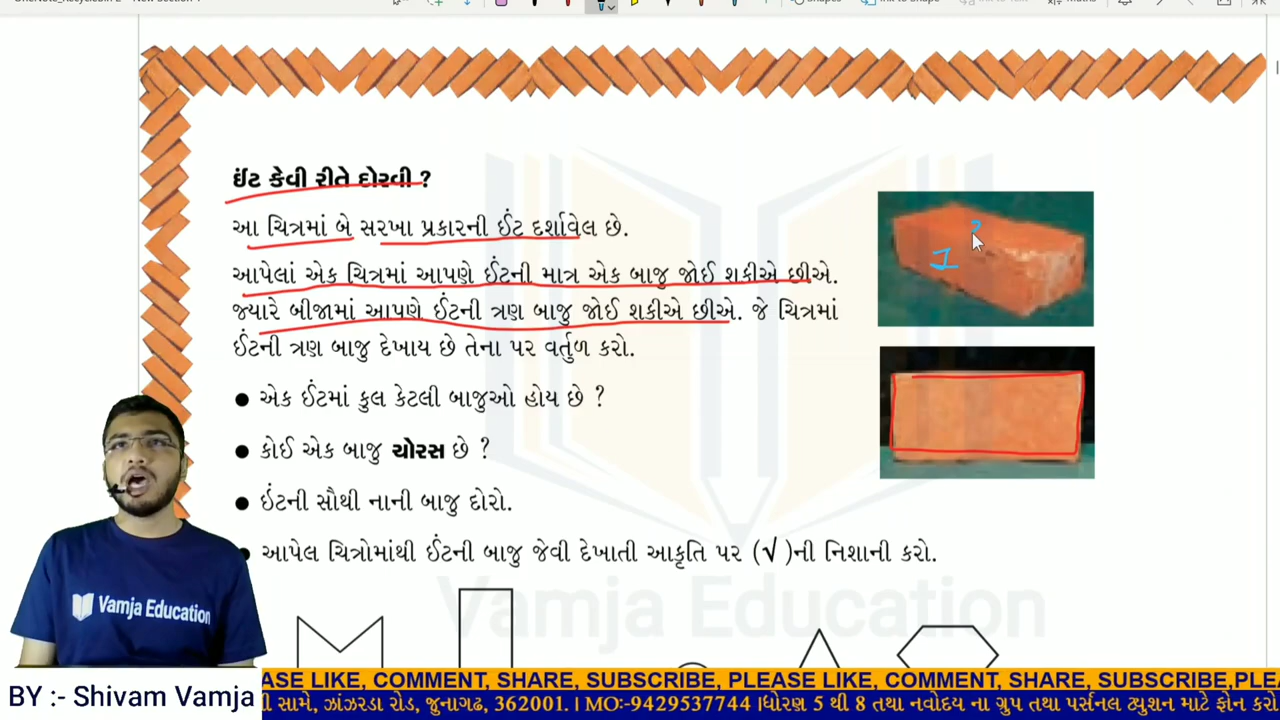 ઈંટ કેવી રીતે દોરવી ?
આ ચિત્રમાં બે સરખા પ્રકારની ઈંટ દર્શાવેલ છે.
આપેલાં એક ચિત્રમાં આપણે ઈંટની માત્ર એક બાજુ જોઈ શકીએ છીએ.
જ્યારે બીજામાં આપણે ઈંટની ત્રણ બાજુ જોઈ શકીએ છીએ. જે ચિત્રમાં
ઈંટની ત્રણ બાજુ દેખાય છે તેના પર વર્તુળ કરો.
1
● એક ઈંટમાં કુલ કેટલી બાજુઓ હોય છે ?
● કોઈ એક બાજુ ચોરસ છે ?
● ઈંટની સૌથી નાની બાજુ દોરો.
● આપેલ ચિત્રોમાંથી ઈંટની બાજુ જેવી દેખાતી આકૃતિ પર (√ )ની નિશાની કરો.
Vamja Education
Vamja Education
BY :- Shivam Vamja
ASE LIKE, COMMENT, SHARE, SUBSCRIBE, PLEASE LIKE, COMMENT, SHARE, SUBSCRIBE,PLE
સામે, ઝાંઝરડા રોડ, જુનાગઢ, 362001. | MO:-9429537744 |ધોરણ 5 થી 8 તથા નવોદય ના ગ્રુપ તથા પર્સનલ ટ્યુશન માટે ફોન કરો